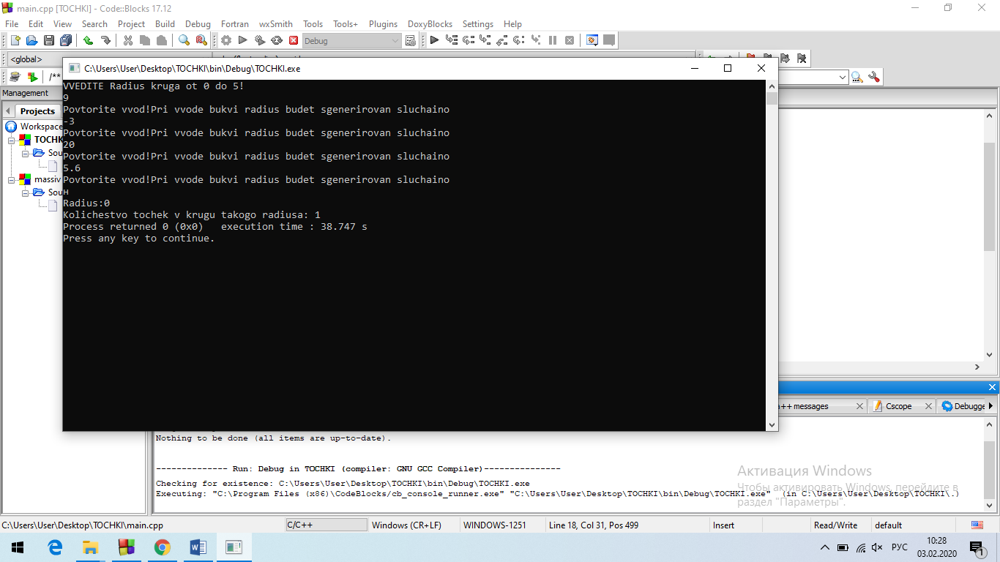 main.cpp [TOCHKI] - Code::Blocks 17.12
File Edit View Search Project Build Debug Fortran wxSmith Tools Tools+ Plugins DoxyBlocks Settings Help
Debug
<global>
C:\Users\User\Desktop\TOCHKI\bin\Debug\TOCHKI.exe
/**
Management
Projects
Workspace
TOCHK
Sou
massiv
Sou
VVEDITE Radius kruga ot 0 do 5!
9
Povtorite vvod!Pri vvode bukvi radius budet sgenerirovan sluchaino
-3
Povtorite vvod!Pri vvode bukvi radius budet sgenerirovan sluchaino
20
Povtorite vvod!Pri vvode bukvi radius budet sgenerirovan sluchaino
5.6
Povtorite vvod!Pri vvode bukvi radius budet sgenerirovan sluchaino
н
Radius:0
Kolichestvo tochek v krugu takogo radiusa: 1
Process returned 0 (0x0)   execution time : 38.747 s
Press any key to continue.
++ messages Cscope Debugge
Nothing to be done (all items are up-to-date).
-------------- Run: Debug in TOCHKI (compiler: GNU GCC Compiler)---------------
Checking for existence: C:\Users\User\Desktop\TOCHKI\bin\Debug\TOCHKI.exe
Executing: "C:\Program Files (x86)\CodeBlocks/cb_console_runner.exe" "C:\Users\User\Desktop\TOCHKI\bin\Debug\TOCHKI.exe"  (in C:\Users\User\Desktop\TOCHKI\.)
Активация Windows
Чтобы активировать Windows, перейдите в
раздел "Параметры".
C:\Users\User\Desktop\TOCHKI\main.cpp C/C++ Windows (CR+LF) WINDOWS-1251 Line 18, Col 31, Pos 499 Insert Read/Write default
РУС
10:28
03.02.2020
1